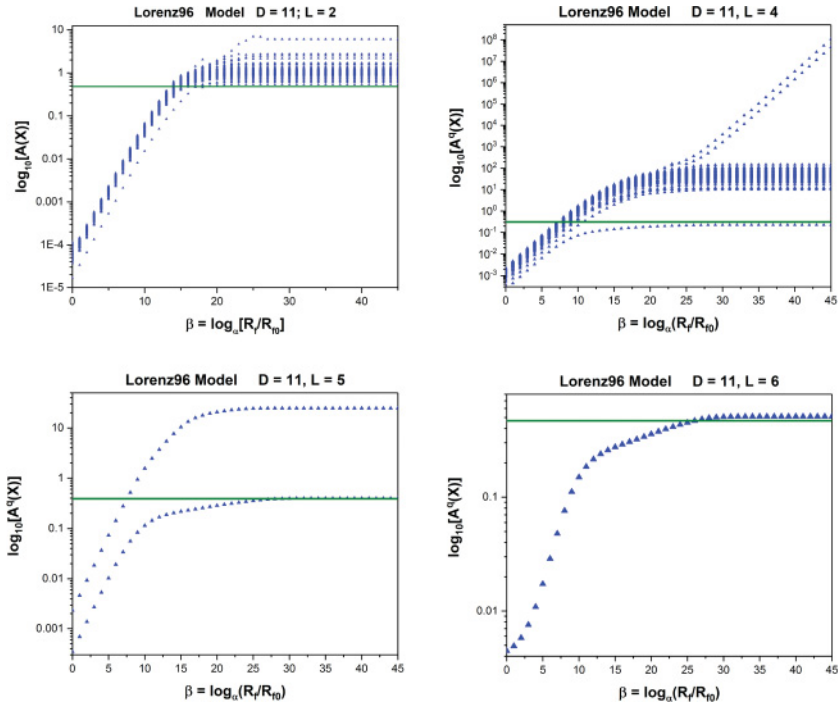 Lorenz96 Model D = 11; L = 2
log10[A(X)]
10
1
0.1
0.01
0.001
1E-4
1E-5
0 10 20 30 40
β = logα[Rf/Rf0]
Lorenz96 Model D = 11, L = 4
log10[A^q(X)]
10^8
10^7
10^6
10^5
10^4
10^3
10^2
10^1
10^0
10^-1
10^-2
10^-3
0 5 10 15 20 25 30 35 40 45
β = logα(Rf/Rf0)
Lorenz96 Model D = 11, L = 5
log10[A^q(X)]
10
1
0.1
0.01
0.001
0 5 10 15 20 25 30 35 40 45
β = logα(Rf/Rf0)
Lorenz96 Model D = 11, L = 6
log10[A^q(X)]
0.1
0.01
0 5 10 15 20 25 30 35 40 45
β = logα(Rf/Rf0)